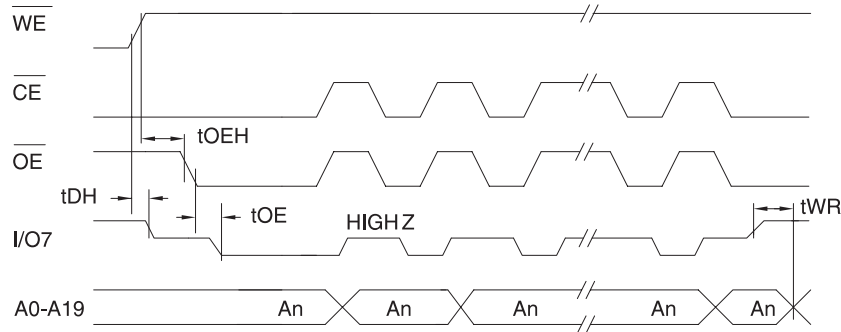 WE
CE
tOEH
OE
tDH
tOE
tWR
HIGH Z
I/O7
A0-A19 An An An An An